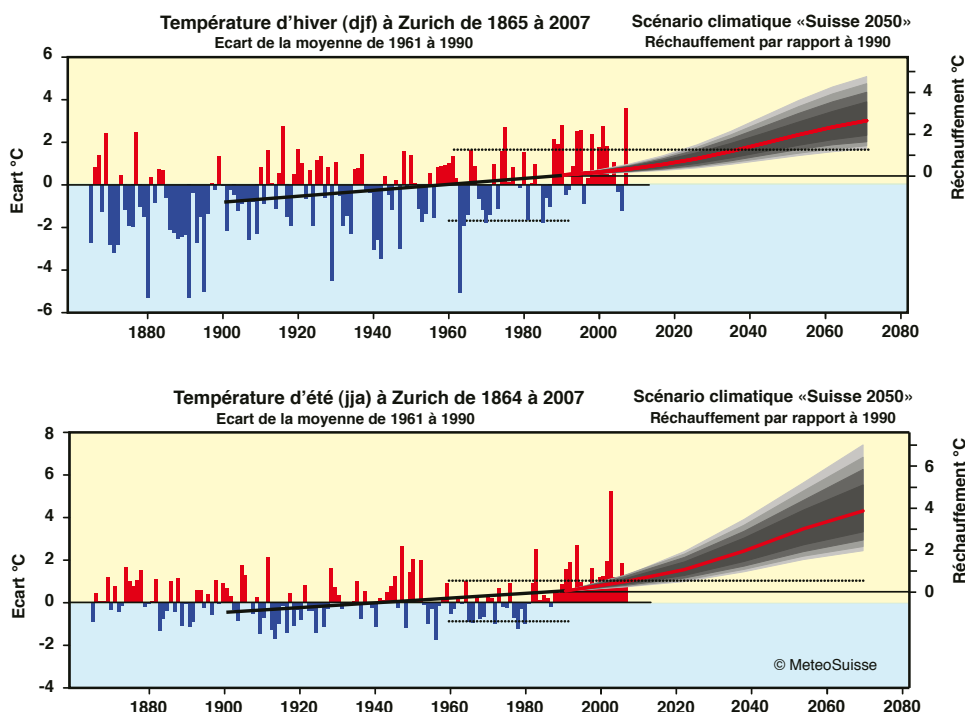 Température d'hiver (djf) à Zurich de 1865 à 2007
Ecart de la moyenne de 1961 à 1990
Scénario climatique «Suisse 2050»
Réchauffement par rapport à 1990
Ecart °C
6
4
2
0
-2
-4
-6
Réchauffement °C
4
2
0
1880 1900 1920 1940 1960 1980 2000 2020 2040 2060 2080
Température d'été (jja) à Zurich de 1864 à 2007
Ecart de la moyenne de 1961 à 1990
Scénario climatique «Suisse 2050»
Réchauffement par rapport à 1990
Ecart °C
8
6
4
2
0
-2
-4
Réchauffement °C
6
4
2
0
© MeteoSuisse
1880 1900 1920 1940 1960 1980 2000 2020 2040 2060 2080